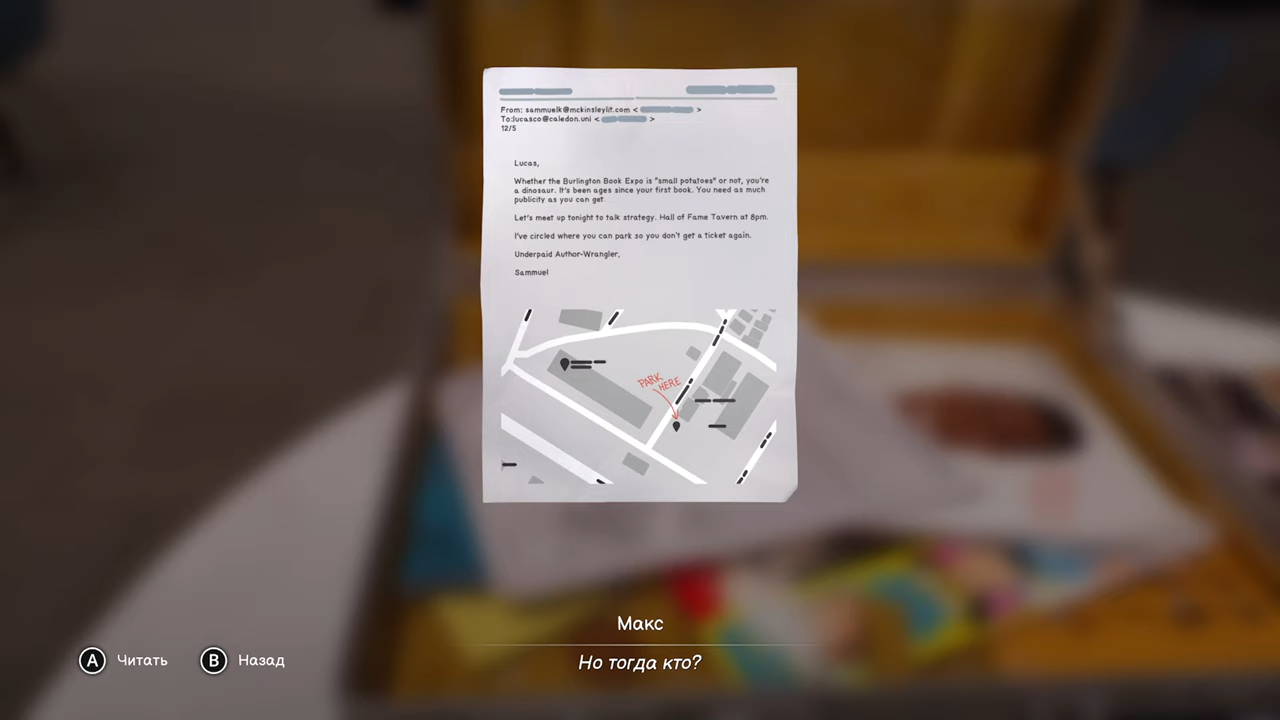 From: sammuelk@mckinsleylit.com < >
To:lucasco@caledon.uni < >
12/5
Lucas,
Whether the Burlington Book Expo is "small potatoes" or not, you're
a dinosaur. It's been ages since your first book. You need as much
publicity as you can get.
Let's meet up tonight to talk strategy. Hall of Fame Tavern at 8pm.
I've circled where you can park so you don't get a ticket again.
Underpaid Author-Wrangler,
Sammuel
PARK
HERE
Макс
A Читать B Назад
Но тогда кто?